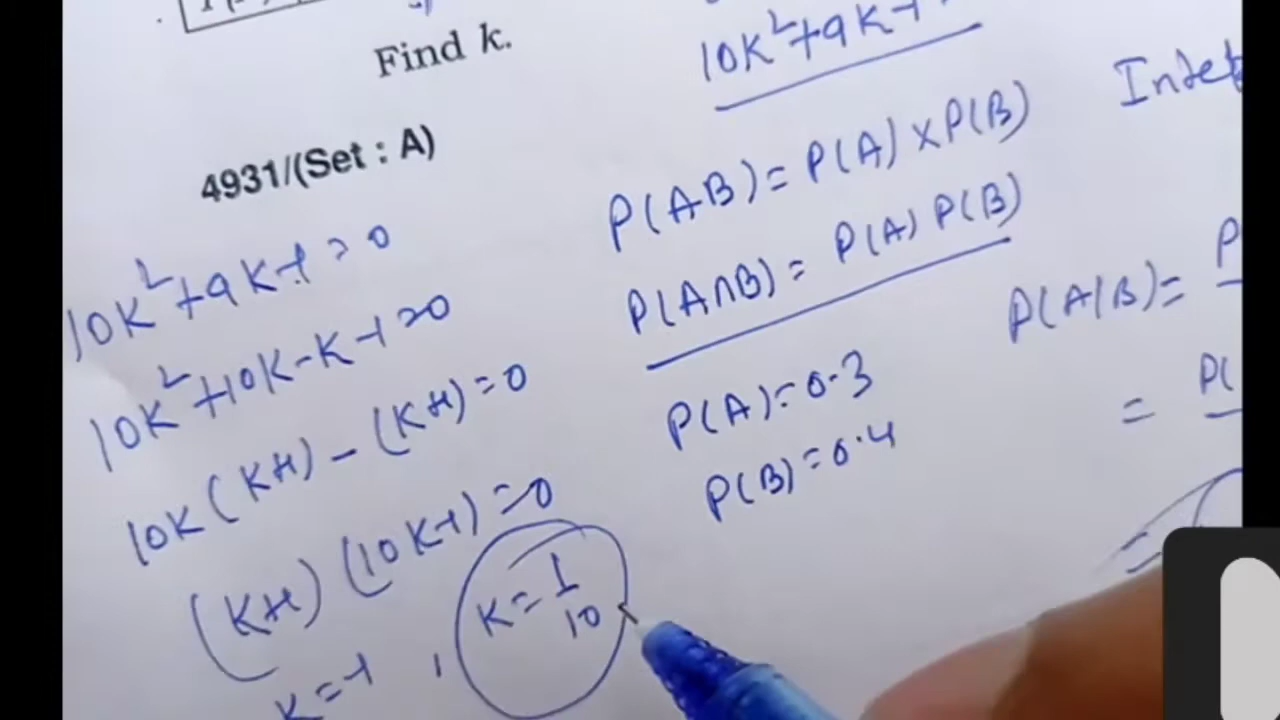 Find k.
10K²+9K-1
4931/(Set : A)
10K²+9K-1=0
10K²+10K-K-1=0
10K(K+1)-(K+1)=0
(K+1)(10K-1)=0
K=-1, K=1/10
P(AB)=P(A)×P(B)
P(A∩B)=P(A)P(B)
P(A)=0.3
P(B)=0.4
P(A|B)=
=